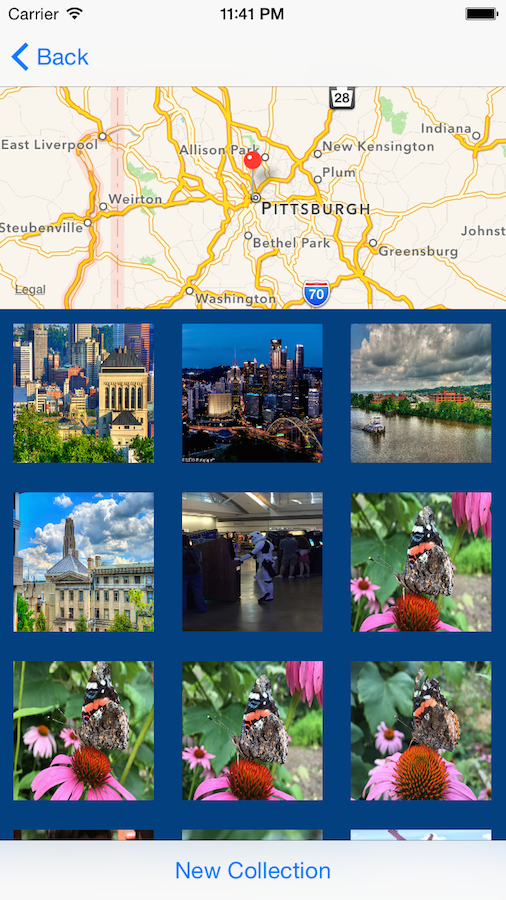 Carrier 11:41 PM
Back
28
Indiana
East Liverpool
Allison Park
New Kensington
Plum
Weirton
PITTSBURGH
Steubenville
Johnst
Bethel Park
Greensburg
Legal
Washington
70
New Collection